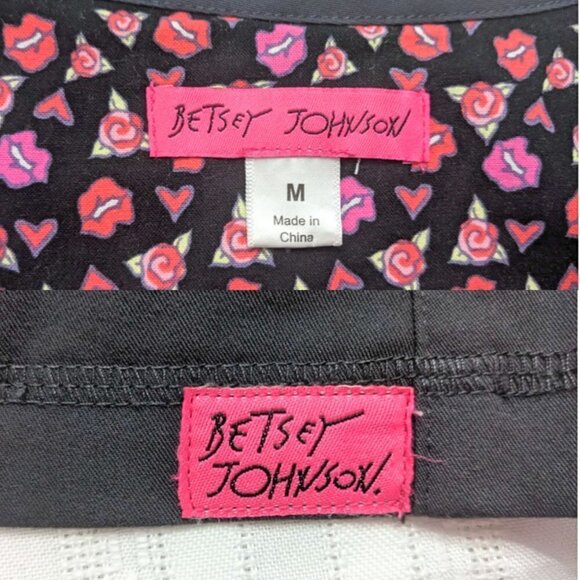 BETSEY JOHNSON
M
Made in
China
BETSEY
JOHNSON.